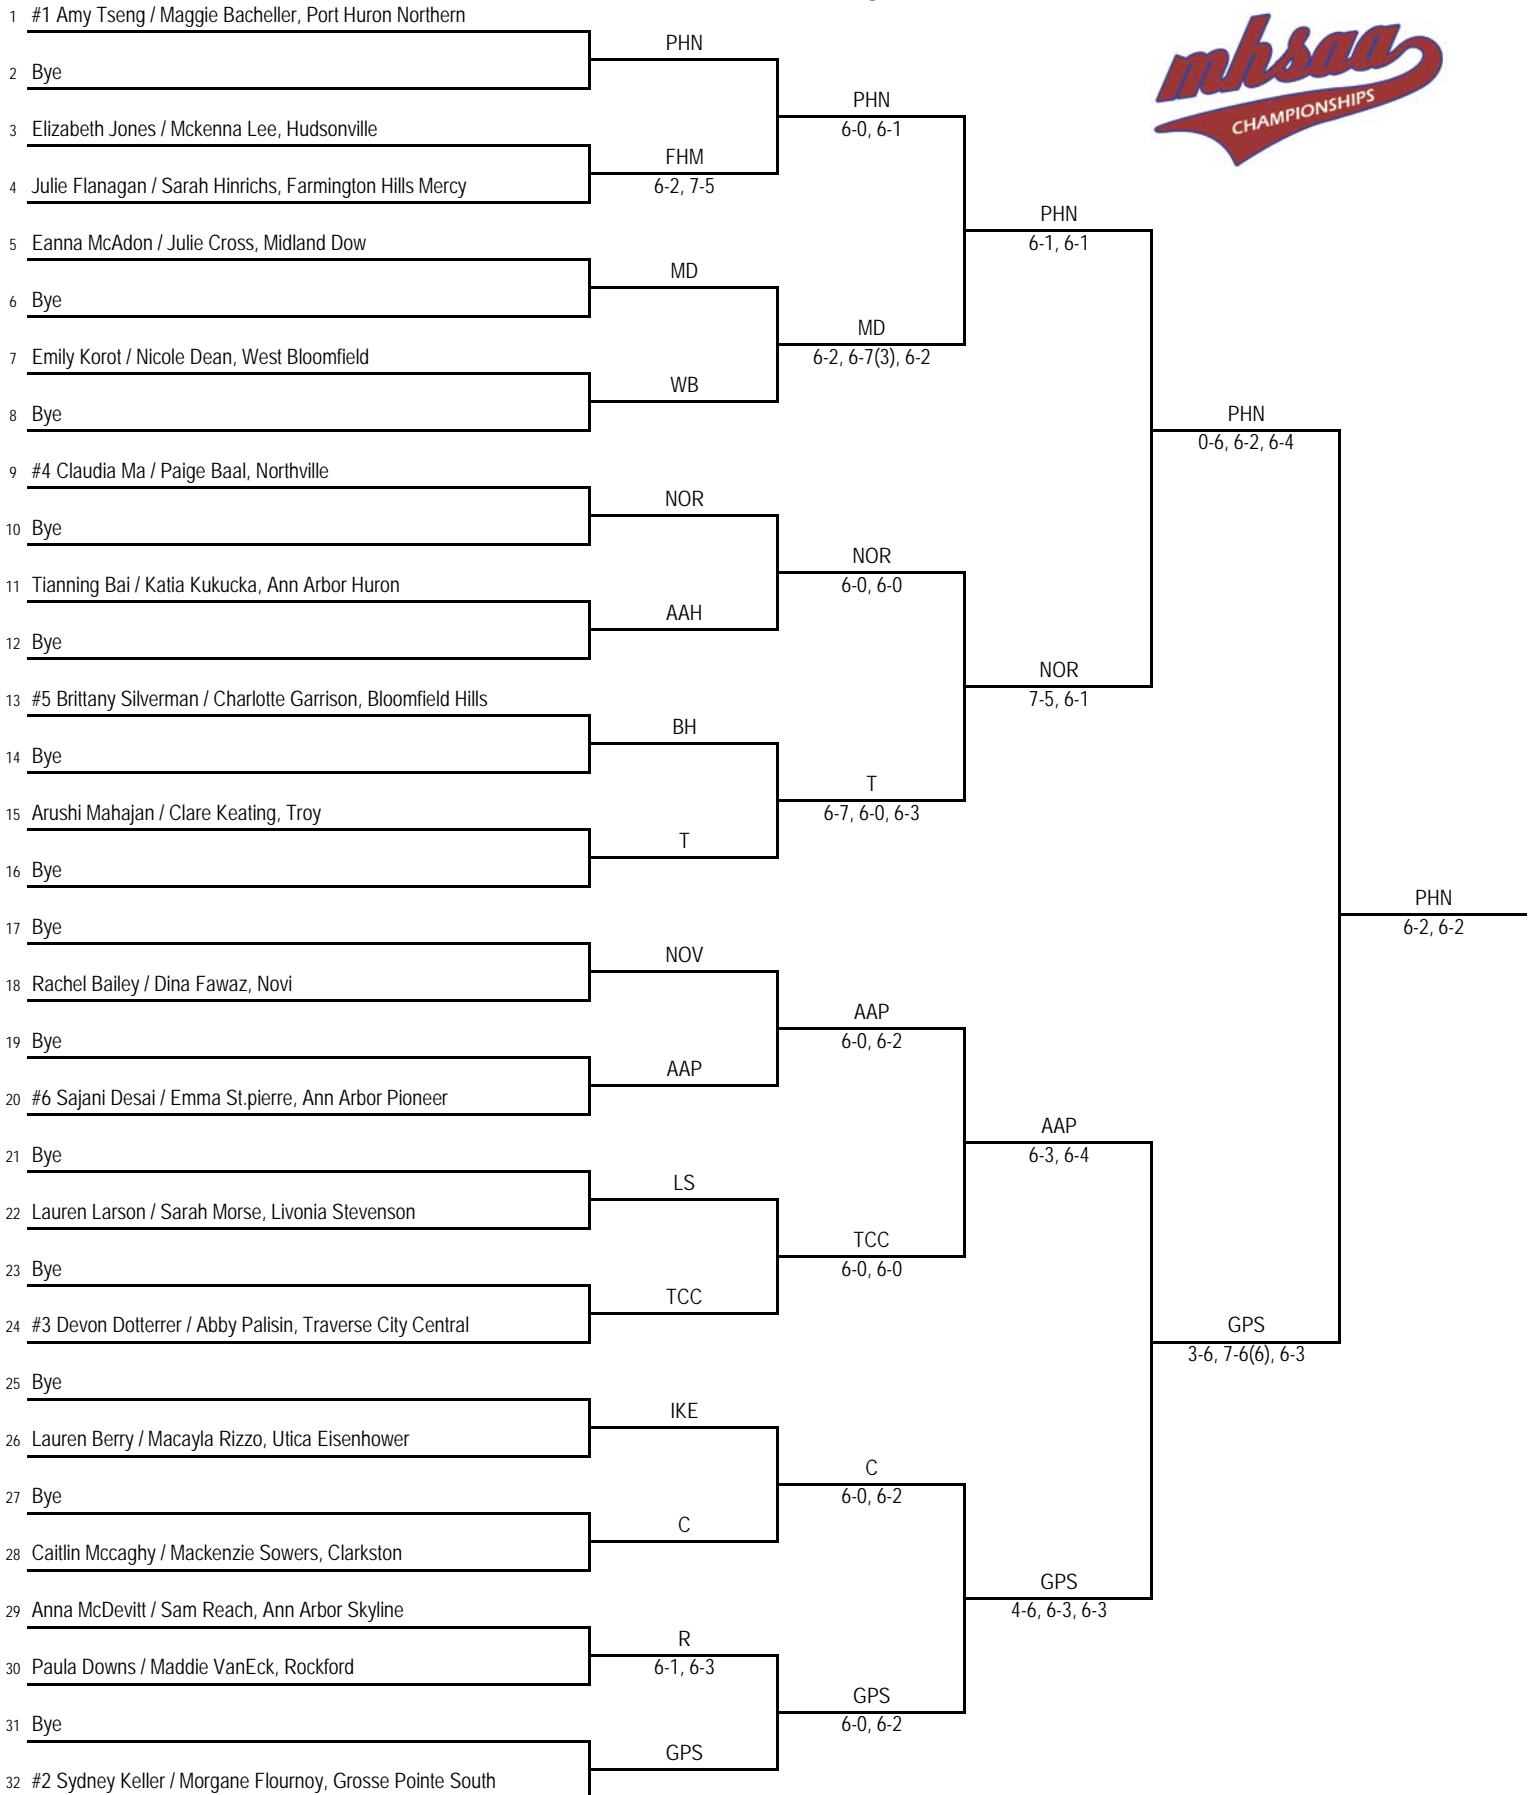 1 #1 Amy Tseng / Maggie Bacheller, Port Huron Northern
mhsaa
CHAMPIONSHIPS
PHN
2 Bye
PHN
6-0, 6-1
3 Elizabeth Jones / Mckenna Lee, Hudsonville
FHM
6-2, 7-5
4 Julie Flanagan / Sarah Hinrichs, Farmington Hills Mercy
PHN
6-1, 6-1
5 Eanna McAdon / Julie Cross, Midland Dow
MD
6 Bye
MD
6-2, 6-7(3), 6-2
7 Emily Korot / Nicole Dean, West Bloomfield
WB
8 Bye
PHN
0-6, 6-2, 6-4
9 #4 Claudia Ma / Paige Baal, Northville
NOR
10 Bye
NOR
6-0, 6-0
11 Tianning Bai / Katia Kukucka, Ann Arbor Huron
AAH
12 Bye
NOR
7-5, 6-1
13 #5 Brittany Silverman / Charlotte Garrison, Bloomfield Hills
BH
14 Bye
T
6-7, 6-0, 6-3
15 Arushi Mahajan / Clare Keating, Troy
T
16 Bye
PHN
6-2, 6-2
17 Bye
NOV
18 Rachel Bailey / Dina Fawaz, Novi
AAP
6-0, 6-2
19 Bye
AAP
20 #6 Sajani Desai / Emma St.pierre, Ann Arbor Pioneer
AAP
6-3, 6-4
21 Bye
LS
22 Lauren Larson / Sarah Morse, Livonia Stevenson
TCC
6-0, 6-0
23 Bye
TCC
24 #3 Devon Dotterrer / Abby Palisin, Traverse City Central
GPS
3-6, 7-6(6), 6-3
25 Bye
IKE
26 Lauren Berry / Macayla Rizzo, Utica Eisenhower
C
6-0, 6-2
27 Bye
C
28 Caitlin Mccaghy / Mackenzie Sowers, Clarkston
GPS
4-6, 6-3, 6-3
29 Anna McDevitt / Sam Reach, Ann Arbor Skyline
R
6-1, 6-3
30 Paula Downs / Maddie VanEck, Rockford
GPS
6-0, 6-2
31 Bye
GPS
32 #2 Sydney Keller / Morgane Flournoy, Grosse Pointe South